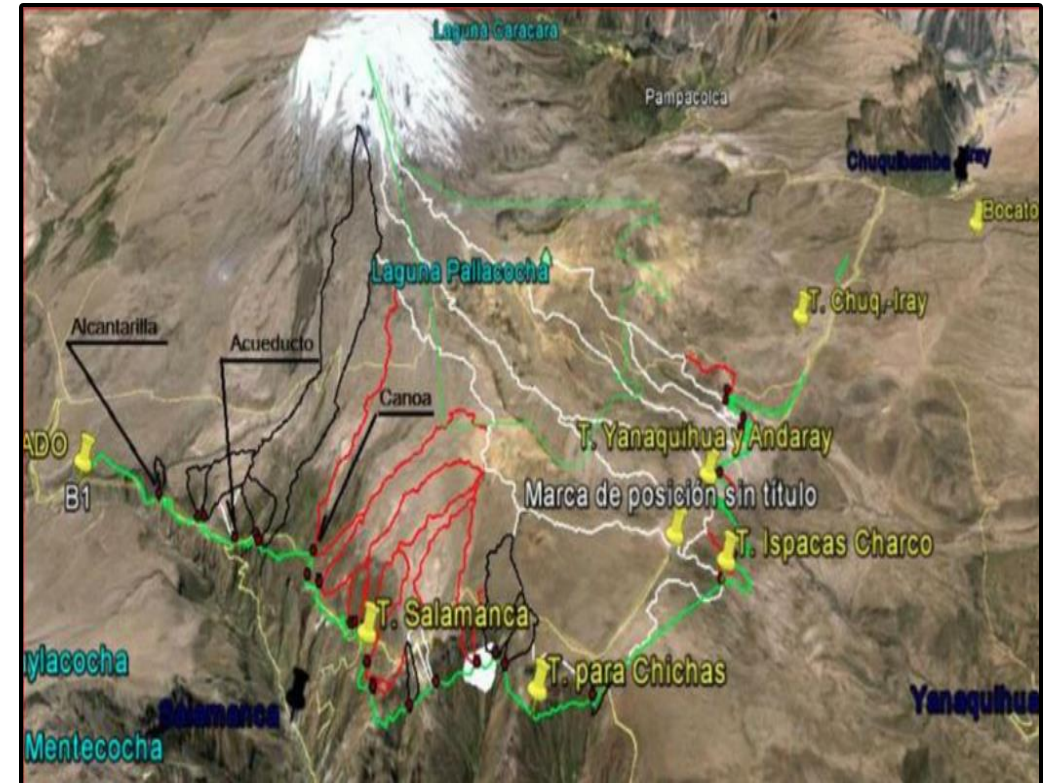 Laguna Caracara
Pampacolca
Chuquibamba
Iray
Bocato
Laguna Pallacocha
T. Chuq.-Iray
Alcantarilla
Acueducto
Canoa
ADO
T. Yanaquihua y Andaray
B1
Marca de posición sin título
T. Ispacas Charco
T. Salamanca
ylacocha
T. para Chichas
Salamanca
Yanaquihua
Mentecocha